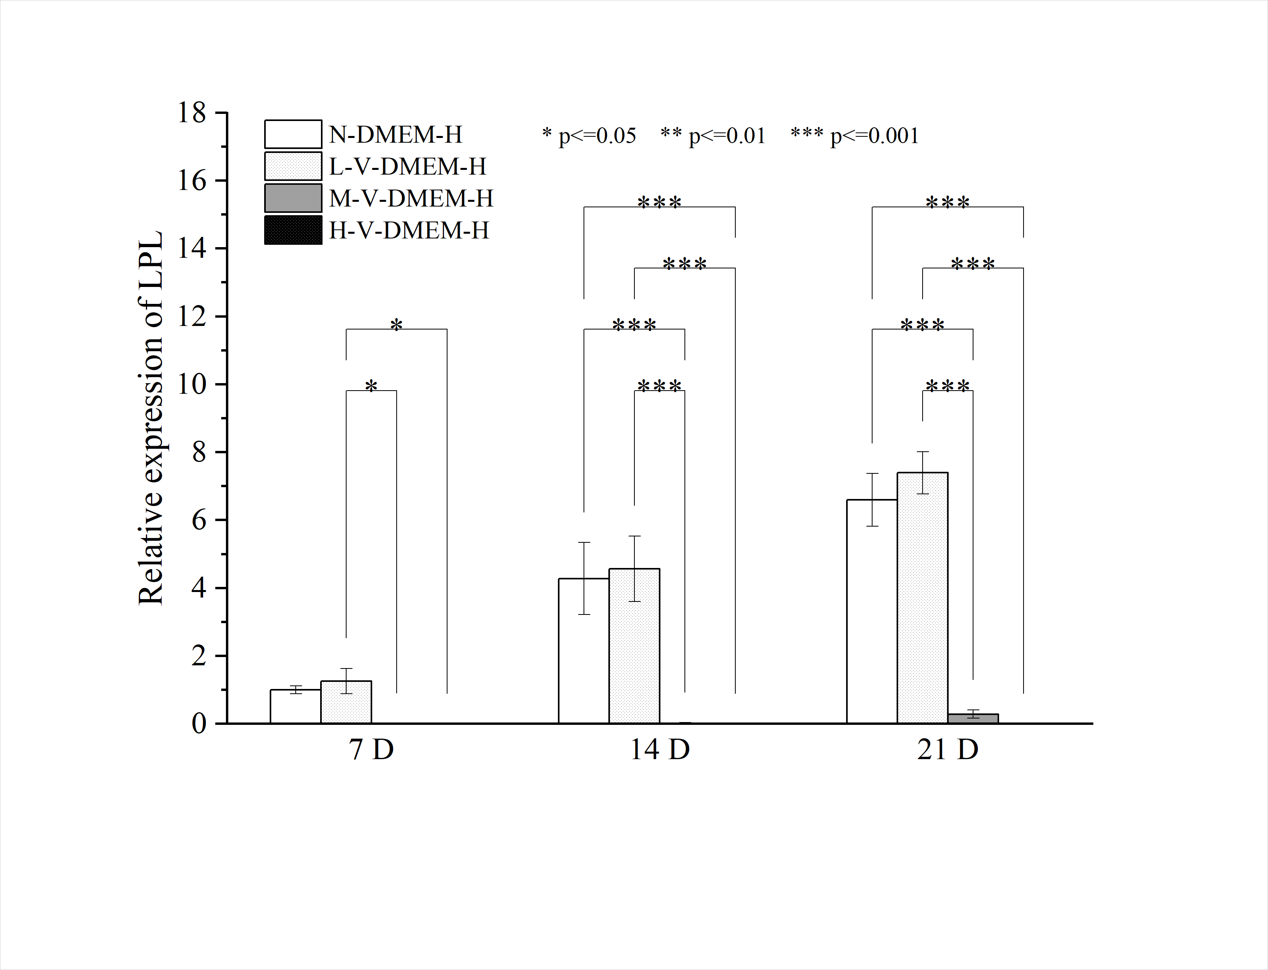 18
16
14
12
10
8
6
4
2
0
Relative expression of LPL
N-DMEM-H
L-V-DMEM-H
M-V-DMEM-H
H-V-DMEM-H
* p<=0.05 ** p<=0.01 *** p<=0.001
*
*
***
***
***
***
***
***
***
***
7 D
14 D
21 D